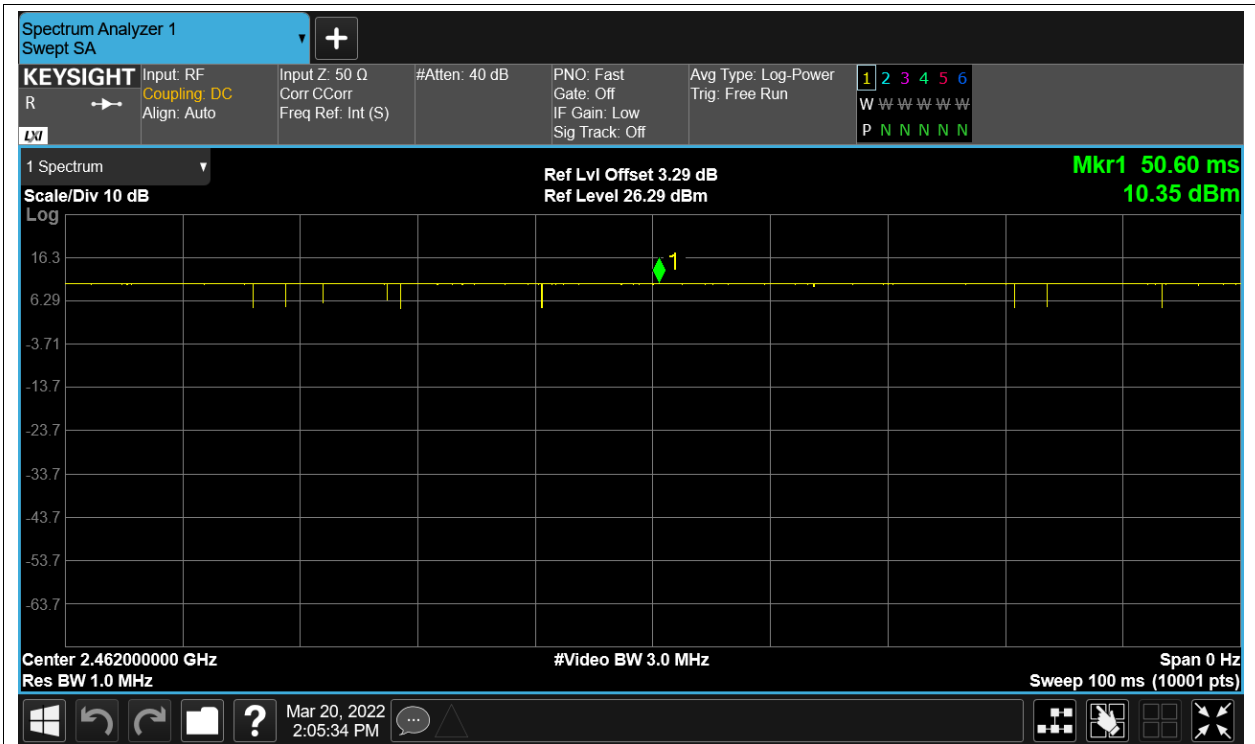 Spectrum Analyzer 1
Swept SA
KEYSIGHT
R
LXI
Input: RF
Coupling: DC
Align: Auto
Input Z: 50 Ω
Corr CCorr
Freq Ref: Int (S)
#Atten: 40 dB
PNO: Fast
Gate: Off
IF Gain: Low
Sig Track: Off
Avg Type: Log-Power
Trig: Free Run
1 2 3 4 5 6
W W W W W W
P N N N N N
1 Spectrum
Scale/Div 10 dB
Ref Lvl Offset 3.29 dB
Ref Level 26.29 dBm
Mkr1 50.60 ms
10.35 dBm
Log
1
16.3
6.29
-3.71
-13.7
-23.7
-33.7
-43.7
-53.7
-63.7
Center 2.462000000 GHz
Res BW 1.0 MHz
#Video BW 3.0 MHz
Span 0 Hz
Sweep 100 ms (10001 pts)
?
Mar 20, 2022
2:05:34 PM